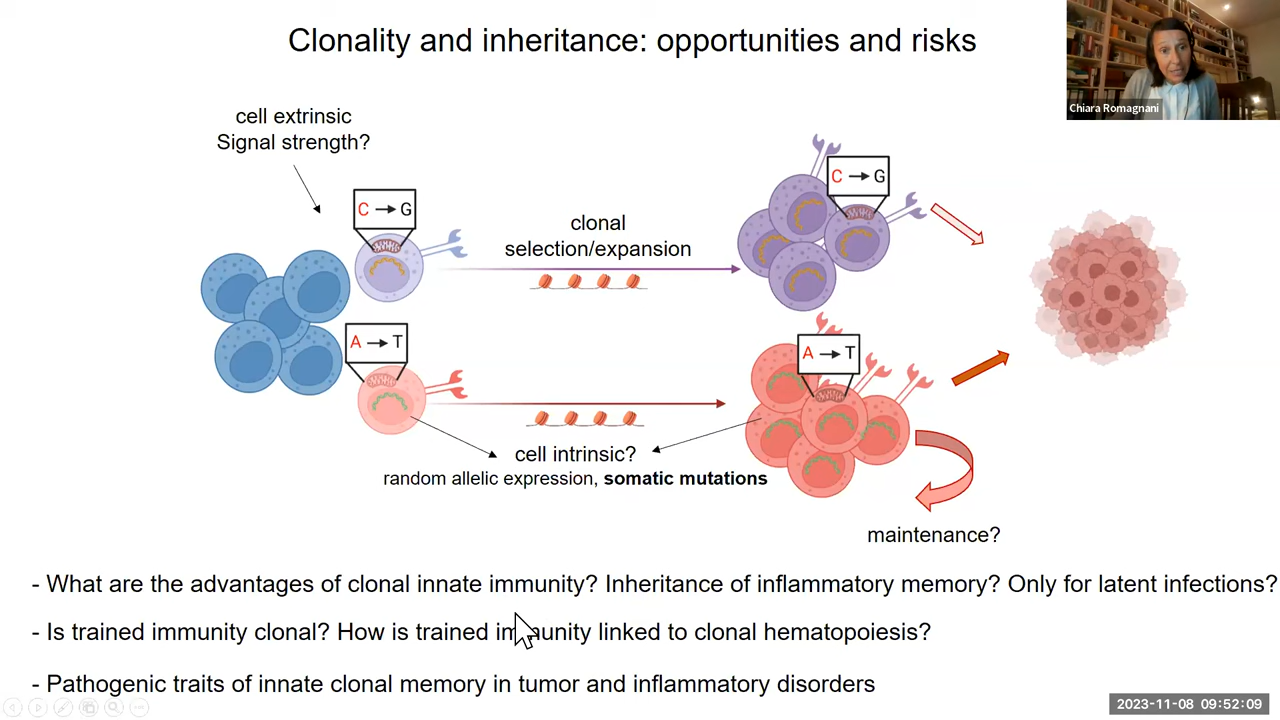 Clonality and inheritance: opportunities and risks
Chiara Romagnani
cell extrinsic
Signal strength?
C → G
clonal
selection/expansion
C → G
A → T
A → T
cell intrinsic?
random allelic expression, somatic mutations
maintenance?
- What are the advantages of clonal innate immunity? Inheritance of inflammatory memory? Only for latent infections?
- Is trained immunity clonal? How is trained immunity linked to clonal hematopoiesis?
- Pathogenic traits of innate clonal memory in tumor and inflammatory disorders
2023-11-08 09:52:09